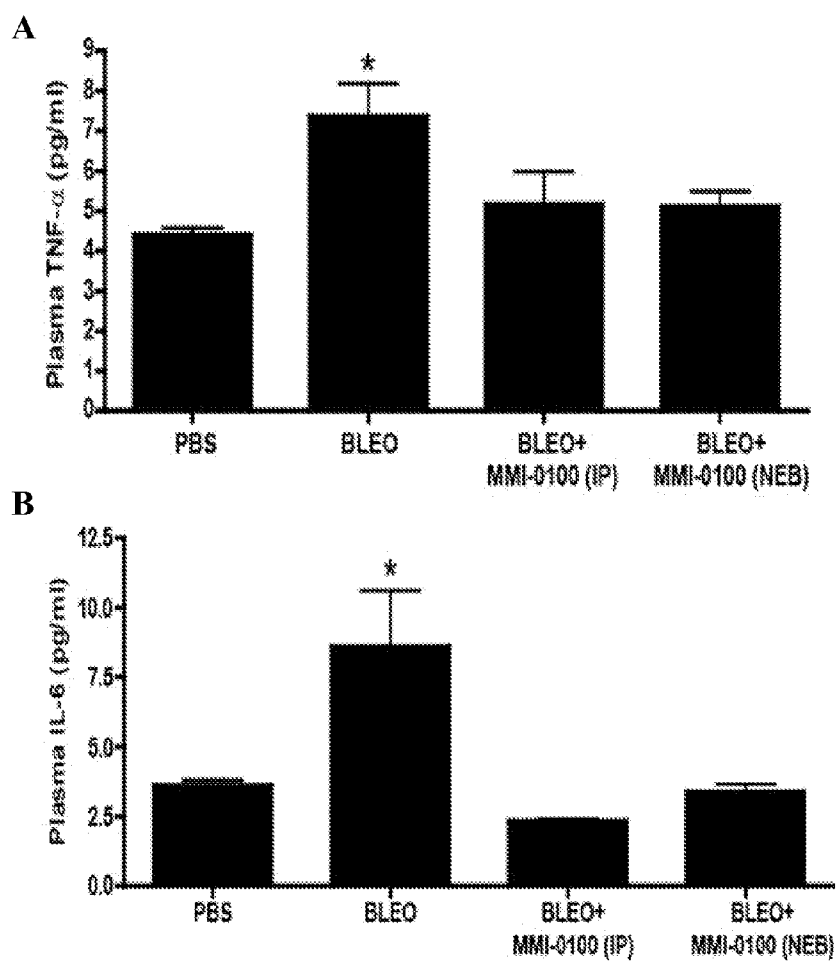 A
Plasma TNF-α (pg/ml)
9
8
7
6
5
4
3
2
1
0
*
PBS
BLEO
BLEO+
MMI-0100 (IP)
BLEO+
MMI-0100 (NEB)
B
Plasma IL-6 (pg/ml)
12.5
10.0
7.5
5.0
2.5
0.0
*
PBS
BLEO
BLEO+
MMI-0100 (IP)
BLEO+
MMI-0100 (NEB)